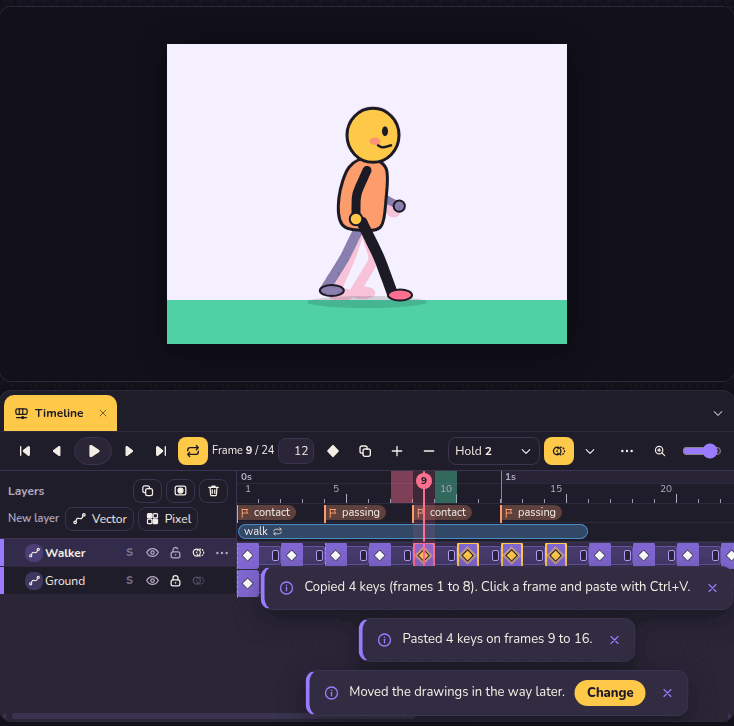 Timeline
Frame 9 / 24 12 Hold 2
Layers
0s 1s
1 5 9 10 15 20
New layer Vector Pixel
contact passing contact passing
walk
Walker S
Ground S
Copied 4 keys (frames 1 to 8). Click a frame and paste with Ctrl+V.
Pasted 4 keys on frames 9 to 16.
Moved the drawings in the way later. Change